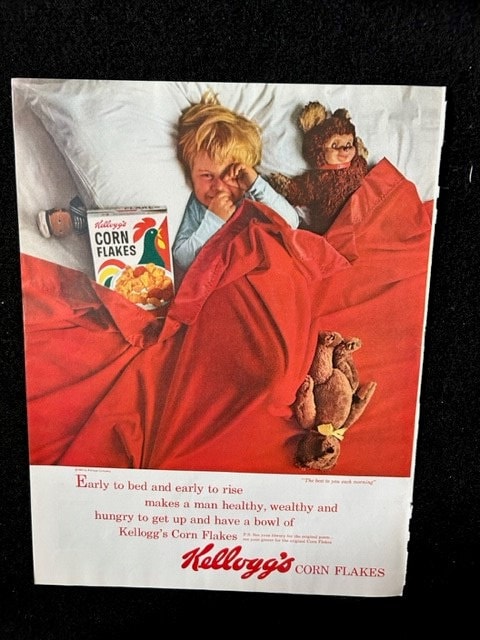 Kellogg's
CORN
FLAKES
"The best to you each morning"
Early to bed and early to rise
makes a man healthy, wealthy and
hungry to get up and have a bowl of
Kellogg's Corn Flakes
Kellogg's CORN FLAKES